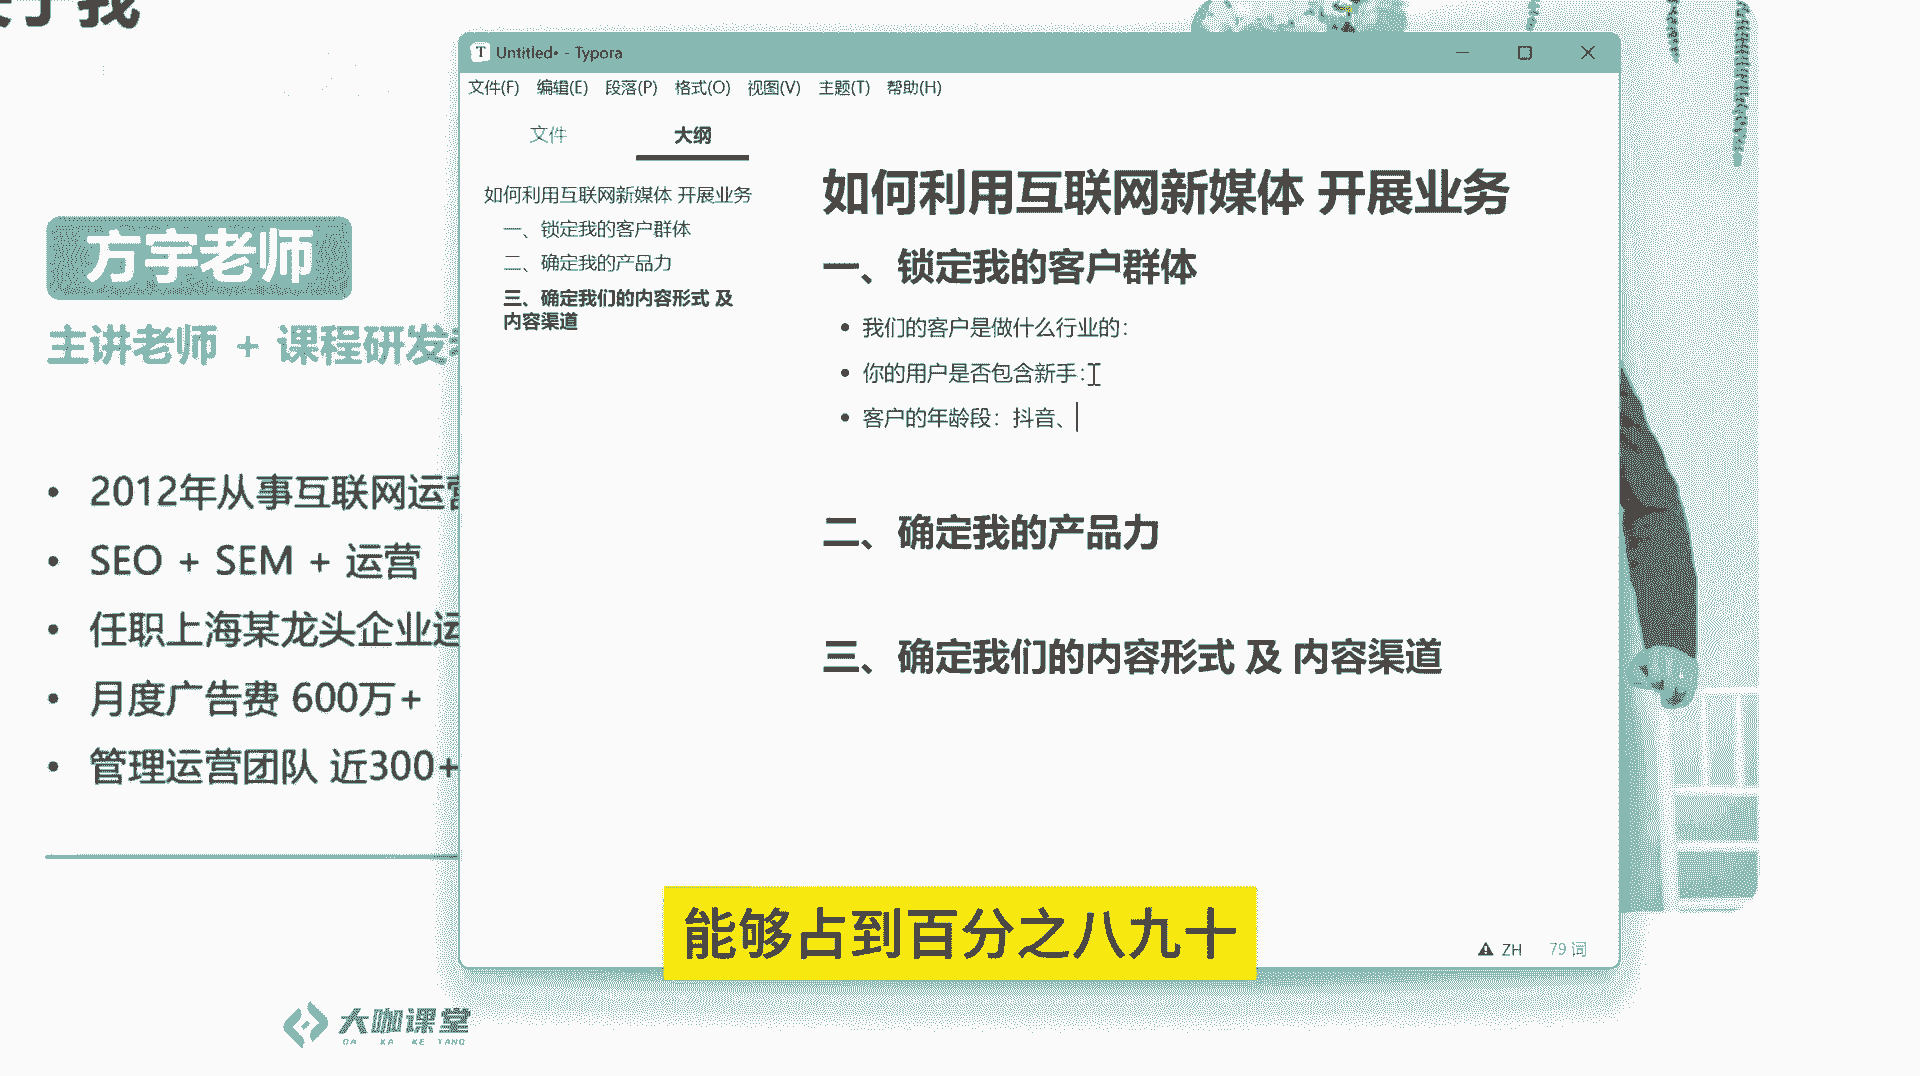 于我
方宇老师
主讲老师 + 课程研发
2012年从事互联网运营
SEO + SEM + 运营
任职上海某龙头企业运
月度广告费 600万+
管理运营团队 近300+
大咖课堂
DA KA KE TANG
Untitled• - Typora
文件(F) 编辑(E) 段落(P) 格式(O) 视图(V) 主题(T) 帮助(H)
文件 大纲
如何利用互联网新媒体 开展业务
一、锁定我的客户群体
二、确定我的产品力
三、确定我们的内容形式 及
内容渠道
如何利用互联网新媒体 开展业务
一、锁定我的客户群体
我们的客户是做什么行业的：
你的用户是否包含新手：
客户的年龄段：抖音、
二、确定我的产品力
三、确定我们的内容形式 及 内容渠道
ZH 79 词
能够占到百分之八九十